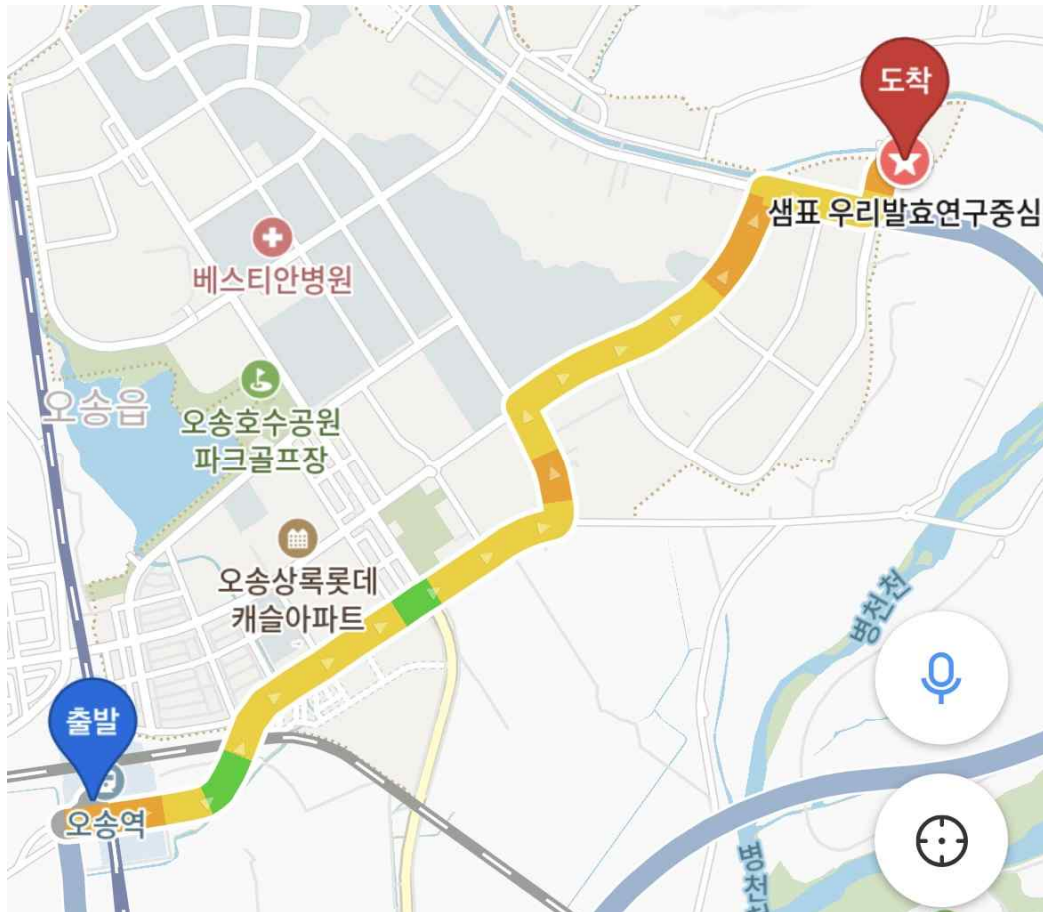 도착
샘표 우리발효연구중심
베스티안병원
오송읍
오송호수공원
파크골프장
오송상록롯데
캐슬아파트
병천천
출발
오송역
병천